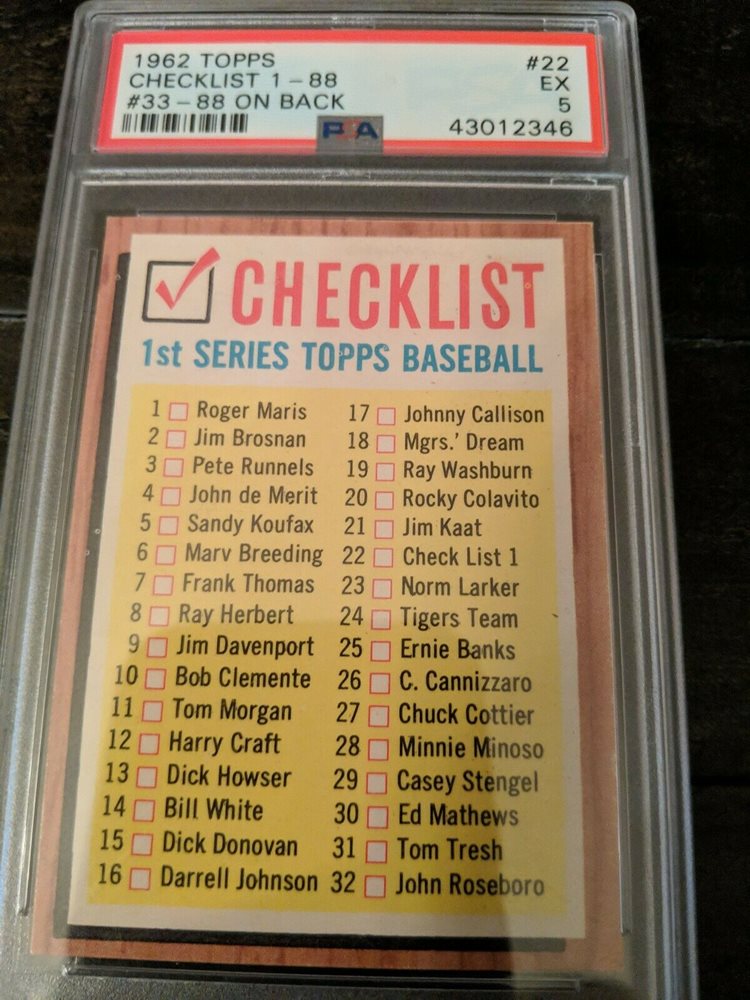 1962 TOPPS #22
CHECKLIST 1-88 EX
#33-88 ON BACK 5
PSA 43012346
CHECKLIST
1st SERIES TOPPS BASEBALL
1 Roger Maris
2 Jim Brosnan
3 Pete Runnels
4 John de Merit
5 Sandy Koufax
6 Marv Breeding
7 Frank Thomas
8 Ray Herbert
9 Jim Davenport
10 Bob Clemente
11 Tom Morgan
12 Harry Craft
13 Dick Howser
14 Bill White
15 Dick Donovan
16 Darrell Johnson
17 Johnny Callison
18 Mgrs.' Dream
19 Ray Washburn
20 Rocky Colavito
21 Jim Kaat
22 Check List 1
23 Norm Larker
24 Tigers Team
25 Ernie Banks
26 C. Cannizzaro
27 Chuck Cottier
28 Minnie Minoso
29 Casey Stengel
30 Ed Mathews
31 Tom Tresh
32 John Roseboro